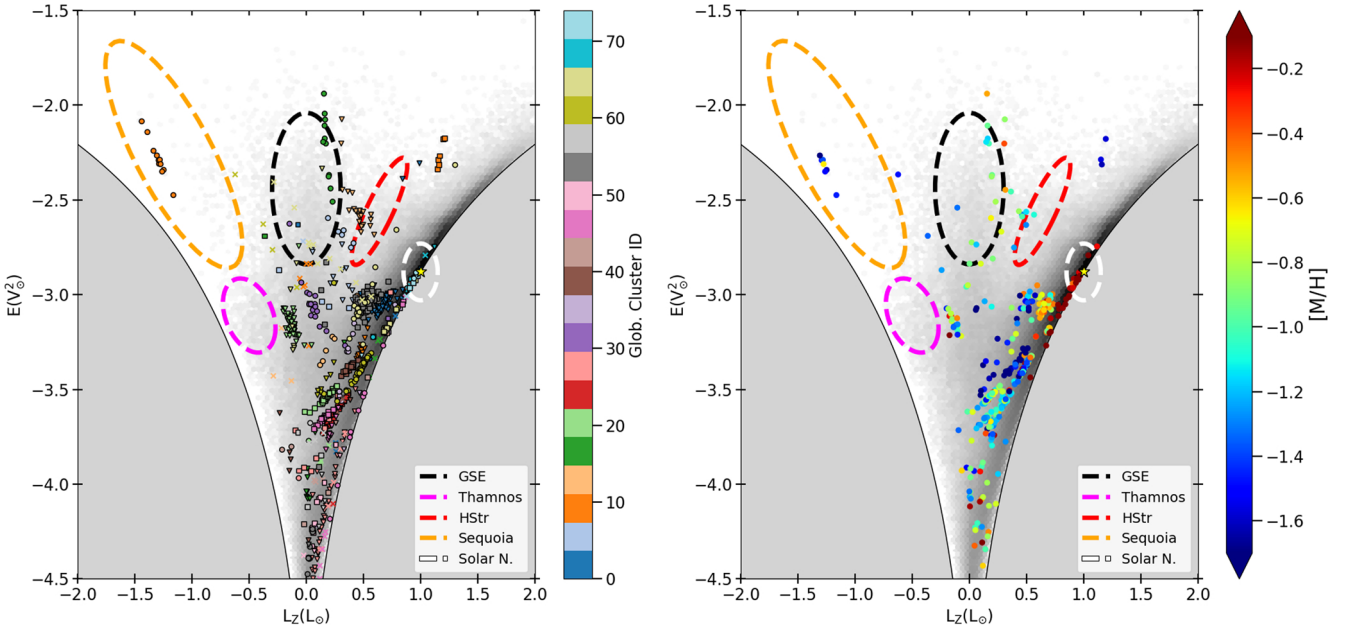 −1.5
−2.0
−2.5
−3.0
−3.5
−4.0
−4.5
E(V²☉)
−2.0 −1.5 −1.0 −0.5 0.0 0.5 1.0 1.5 2.0
L_Z(L☉)
GSE
Thamnos
HStr
Sequoia
Solar N.
70
60
50
40
30
20
10
0
Glob. Cluster ID
−1.5
−2.0
−2.5
−3.0
−3.5
−4.0
−4.5
E(V²☉)
−2.0 −1.5 −1.0 −0.5 0.0 0.5 1.0 1.5 2.0
L_Z(L☉)
GSE
Thamnos
HStr
Sequoia
Solar N.
−0.2
−0.4
−0.6
−0.8
−1.0
−1.2
−1.4
−1.6
[M/H]